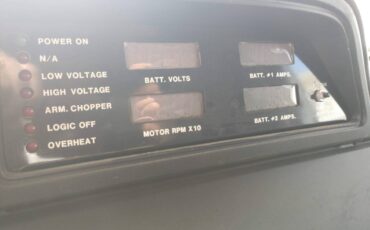 POWER ON
N/A
LOW VOLTAGE
HIGH VOLTAGE
ARM. CHOPPER
LOGIC OFF
OVERHEAT
BATT. VOLTS
MOTOR RPM X10
BATT. #1 AMPS.
BATT. #2 AMPS.